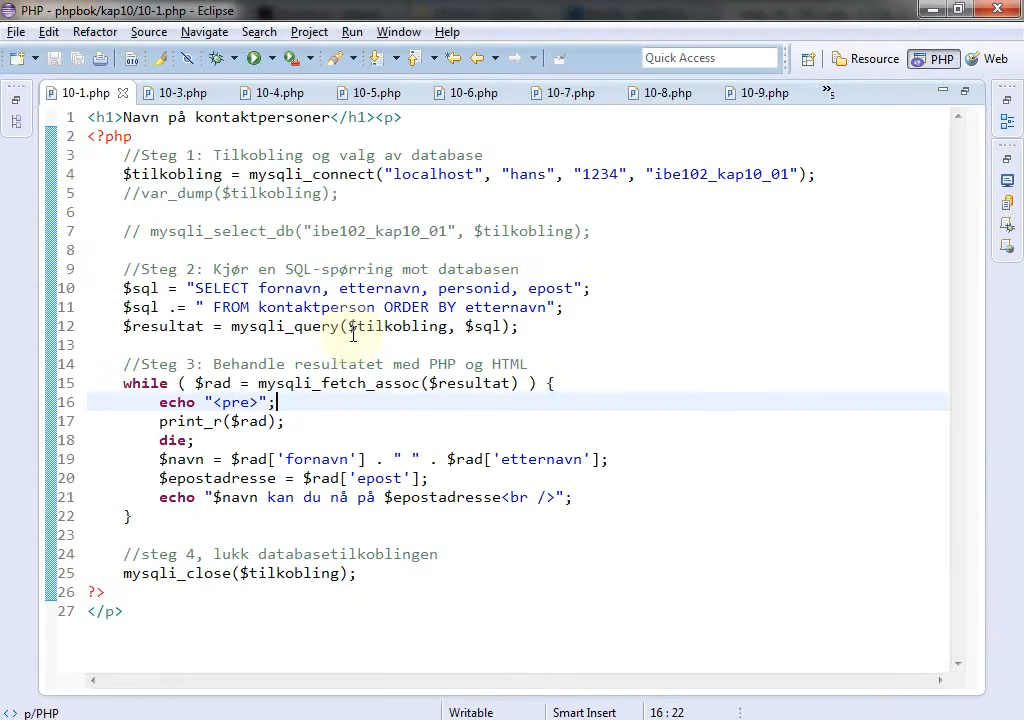 PHP - phpbok/kap10/10-1.php - Eclipse
File Edit Refactor Source Navigate Search Project Run Window Help
Quick Access Resource PHP Web
10-1.php 10-3.php 10-4.php 10-5.php 10-6.php 10-7.php 10-8.php 10-9.php »5
1 <h1>Navn på kontaktpersoner</h1><p>
2 <?php
3 //Steg 1: Tilkobling og valg av database
4 $tilkobling = mysqli_connect("localhost", "hans", "1234", "ibe102_kap10_01");
5 //var_dump($tilkobling);
6
7 // mysqli_select_db("ibe102_kap10_01", $tilkobling);
8
9 //Steg 2: Kjør en SQL-spørring mot databasen
10 $sql = "SELECT fornavn, etternavn, personid, epost";
11 $sql .= " FROM kontaktperson ORDER BY etternavn";
12 $resultat = mysqli_query($tilkobling, $sql);
13
14 //Steg 3: Behandle resultatet med PHP og HTML
15 while ( $rad = mysqli_fetch_assoc($resultat) ) {
16 echo "<pre>";
17 print_r($rad);
18 die;
19 $navn = $rad['fornavn'] . " " . $rad['etternavn'];
20 $epostadresse = $rad['epost'];
21 echo "$navn kan du nå på $epostadresse<br />";
22 }
23
24 //steg 4, lukk databasetilkoblingen
25 mysqli_close($tilkobling);
26 ?>
27 </p>
p/PHP Writable Smart Insert 16 : 22